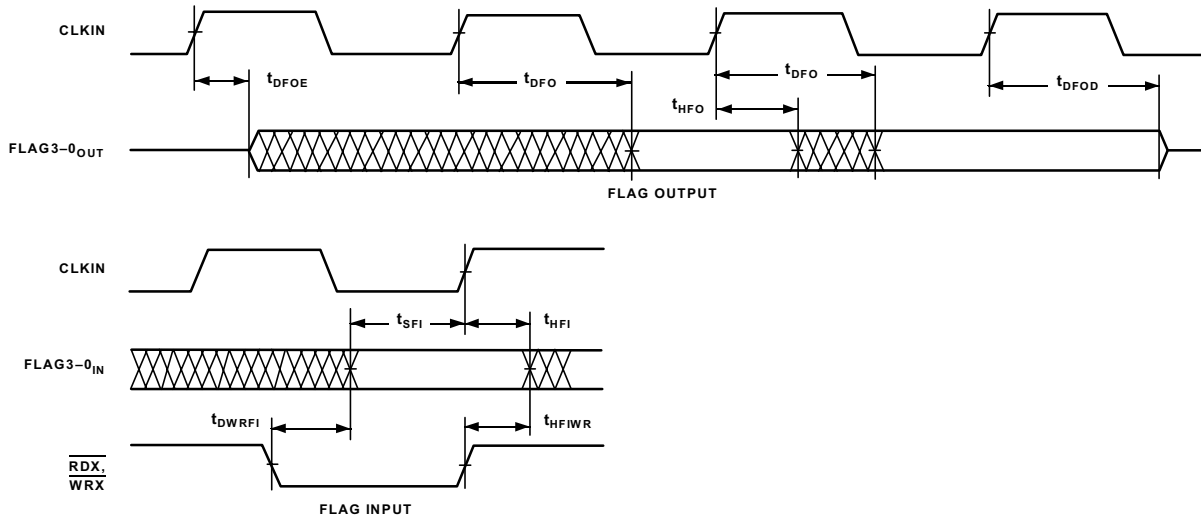 CLKIN
tDFOE
tDFO
tDFO
tDFOD
tHFO
FLAG3–0OUT
FLAG OUTPUT
CLKIN
tSFI
tHFI
FLAG3–0IN
tDWRFI
tHFIWR
RDX,
WRX
FLAG INPUT